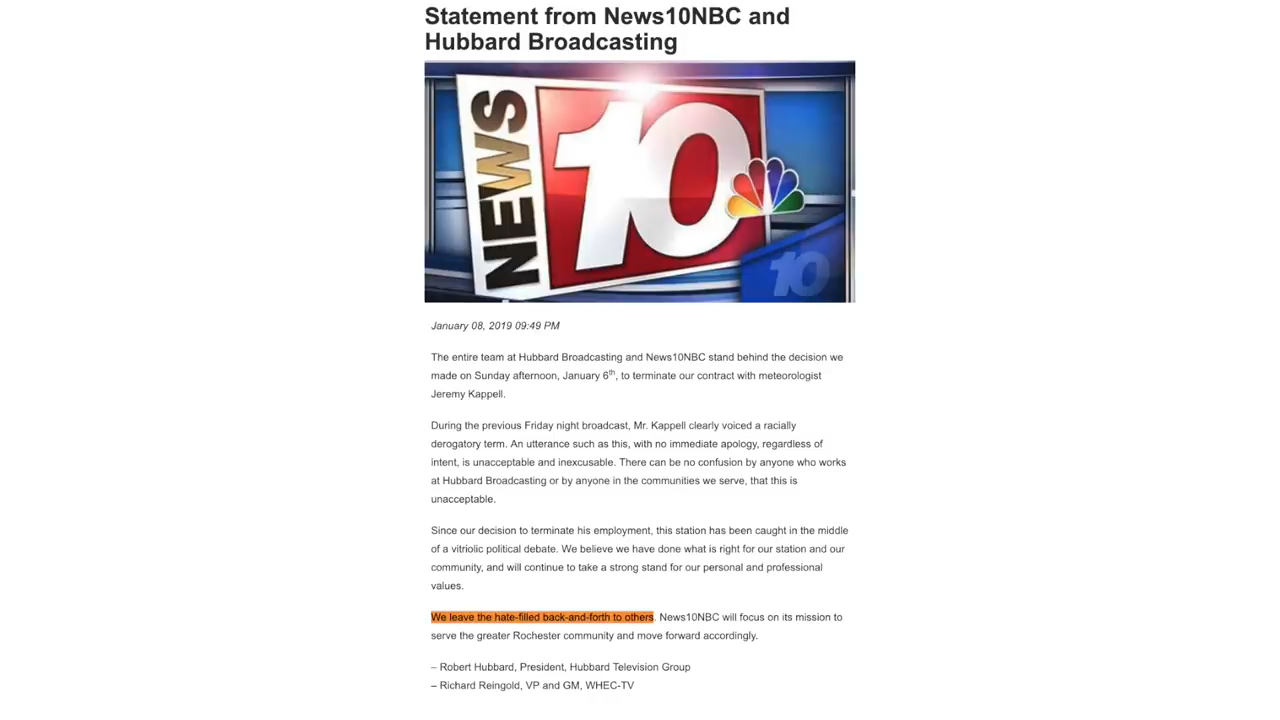 Statement from News10NBC and
Hubbard Broadcasting
NEWS
10
10
January 08, 2019 09:49 PM
The entire team at Hubbard Broadcasting and News10NBC stand behind the decision we
made on Sunday afternoon, January 6th, to terminate our contract with meteorologist
Jeremy Kappell.
During the previous Friday night broadcast, Mr. Kappell clearly voiced a racially
derogatory term. An utterance such as this, with no immediate apology, regardless of
intent, is unacceptable and inexcusable. There can be no confusion by anyone who works
at Hubbard Broadcasting or by anyone in the communities we serve, that this is
unacceptable.
Since our decision to terminate his employment, this station has been caught in the middle
of a vitriolic political debate. We believe we have done what is right for our station and our
community, and will continue to take a strong stand for our personal and professional
values.
We leave the hate-filled back-and-forth to others. News10NBC will focus on its mission to
serve the greater Rochester community and move forward accordingly.
– Robert Hubbard, President, Hubbard Television Group
– Richard Reingold, VP and GM, WHEC-TV